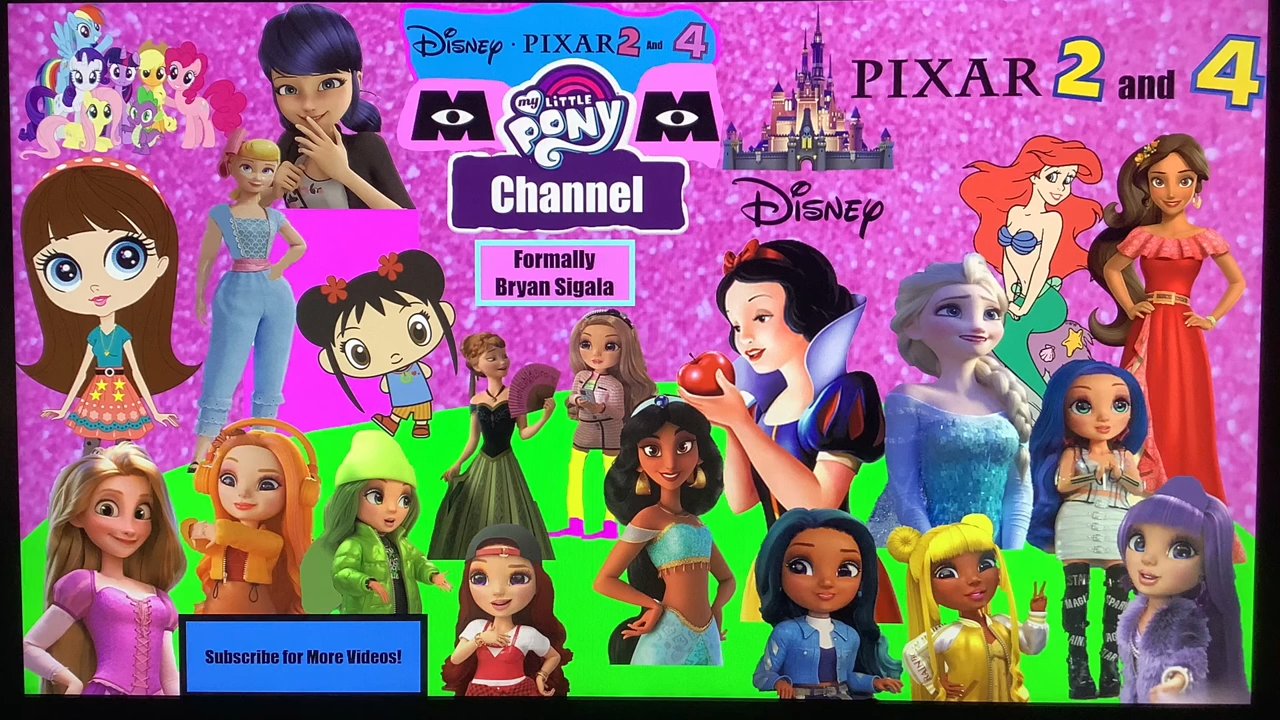 Disney · PIXAR 2 And 4
my LiTTLE PONY
Channel
Formally
Bryan Sigala
PIXAR 2 and 4
Disney
Subscribe for More Videos!